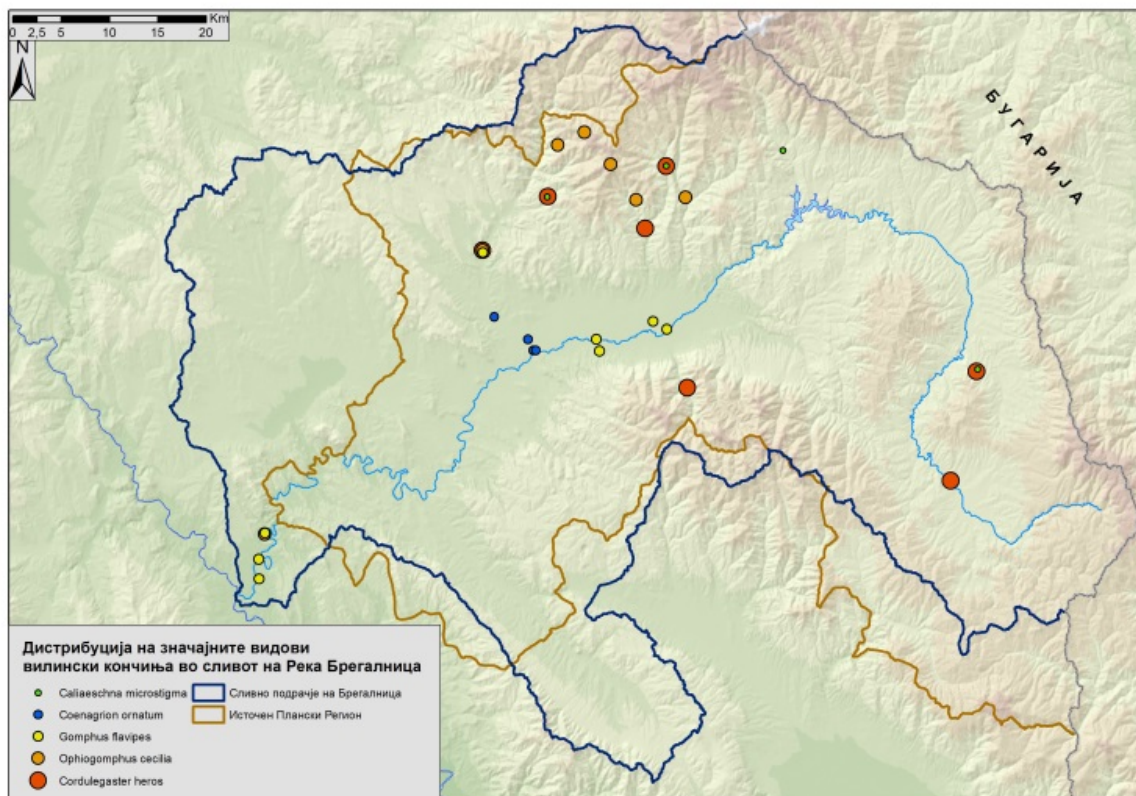 0 2,5 5 10 15 20 Km
N
БУГАРИЈА
Дистрибуција на значајните видови
вилински кончиња во сливот на Река Брегалница
Caliaeschna microstigma
Сливно подрачје на Брегалница
Coenagrion ornatum
Источен Плански Регион
Gomphus flavipes
Ophiogomphus cecilia
Cordulegaster heros